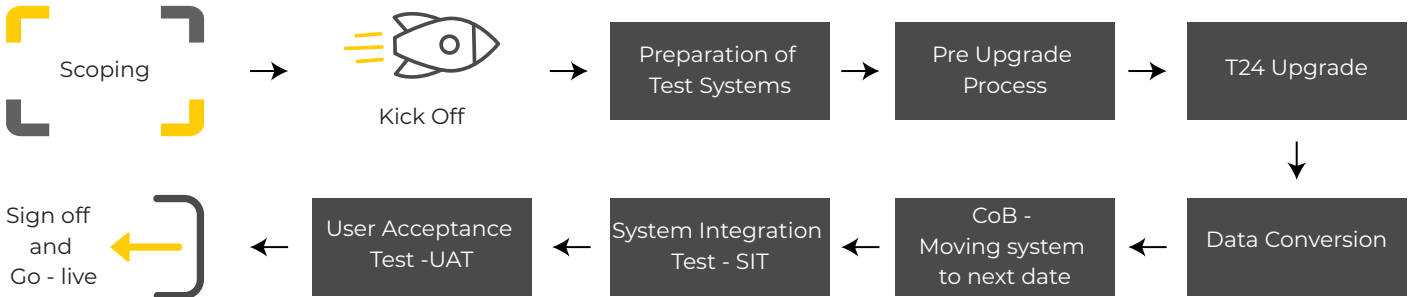 Scoping
Kick Off
Preparation of
Test Systems
Pre Upgrade
Process
T24 Upgrade
Data Conversion
CoB -
Moving system
to next date
System Integration
Test - SIT
User Acceptance
Test -UAT
Sign off
and
Go - live